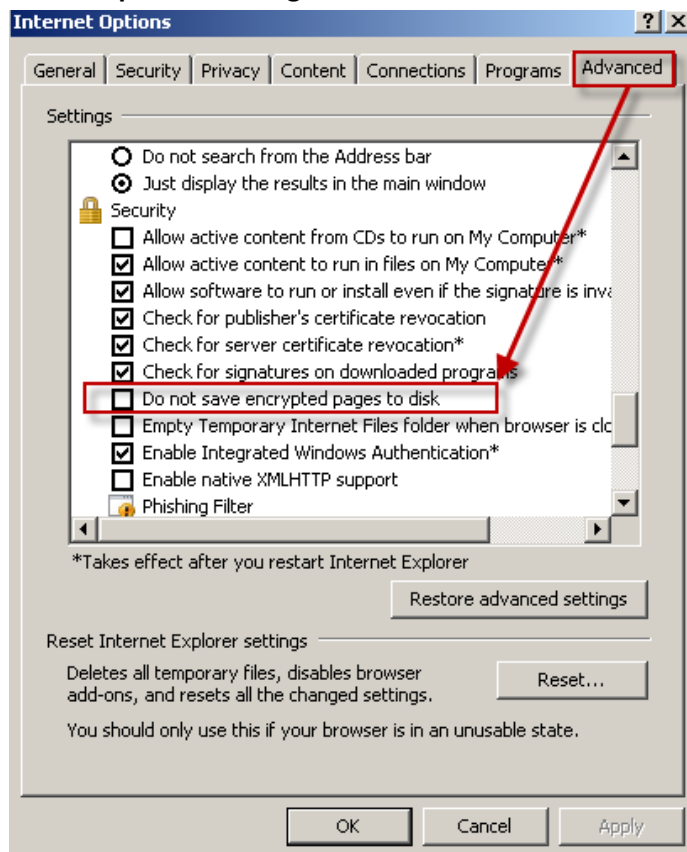 Internet Options
General Security Privacy Content Connections Programs Advanced
Settings
Do not search from the Address bar
Just display the results in the main window
Security
Allow active content from CDs to run on My Computer*
Allow active content to run in files on My Computer*
Allow software to run or install even if the signature is inva
Check for publisher's certificate revocation
Check for server certificate revocation*
Check for signatures on downloaded programs
Do not save encrypted pages to disk
Empty Temporary Internet Files folder when browser is clo
Enable Integrated Windows Authentication*
Enable native XMLHTTP support
Phishing Filter
*Takes effect after you restart Internet Explorer
Restore advanced settings
Reset Internet Explorer settings
Deletes all temporary files, disables browser
add-ons, and resets all the changed settings.
Reset...
You should only use this if your browser is in an unusable state.
OK Cancel Apply